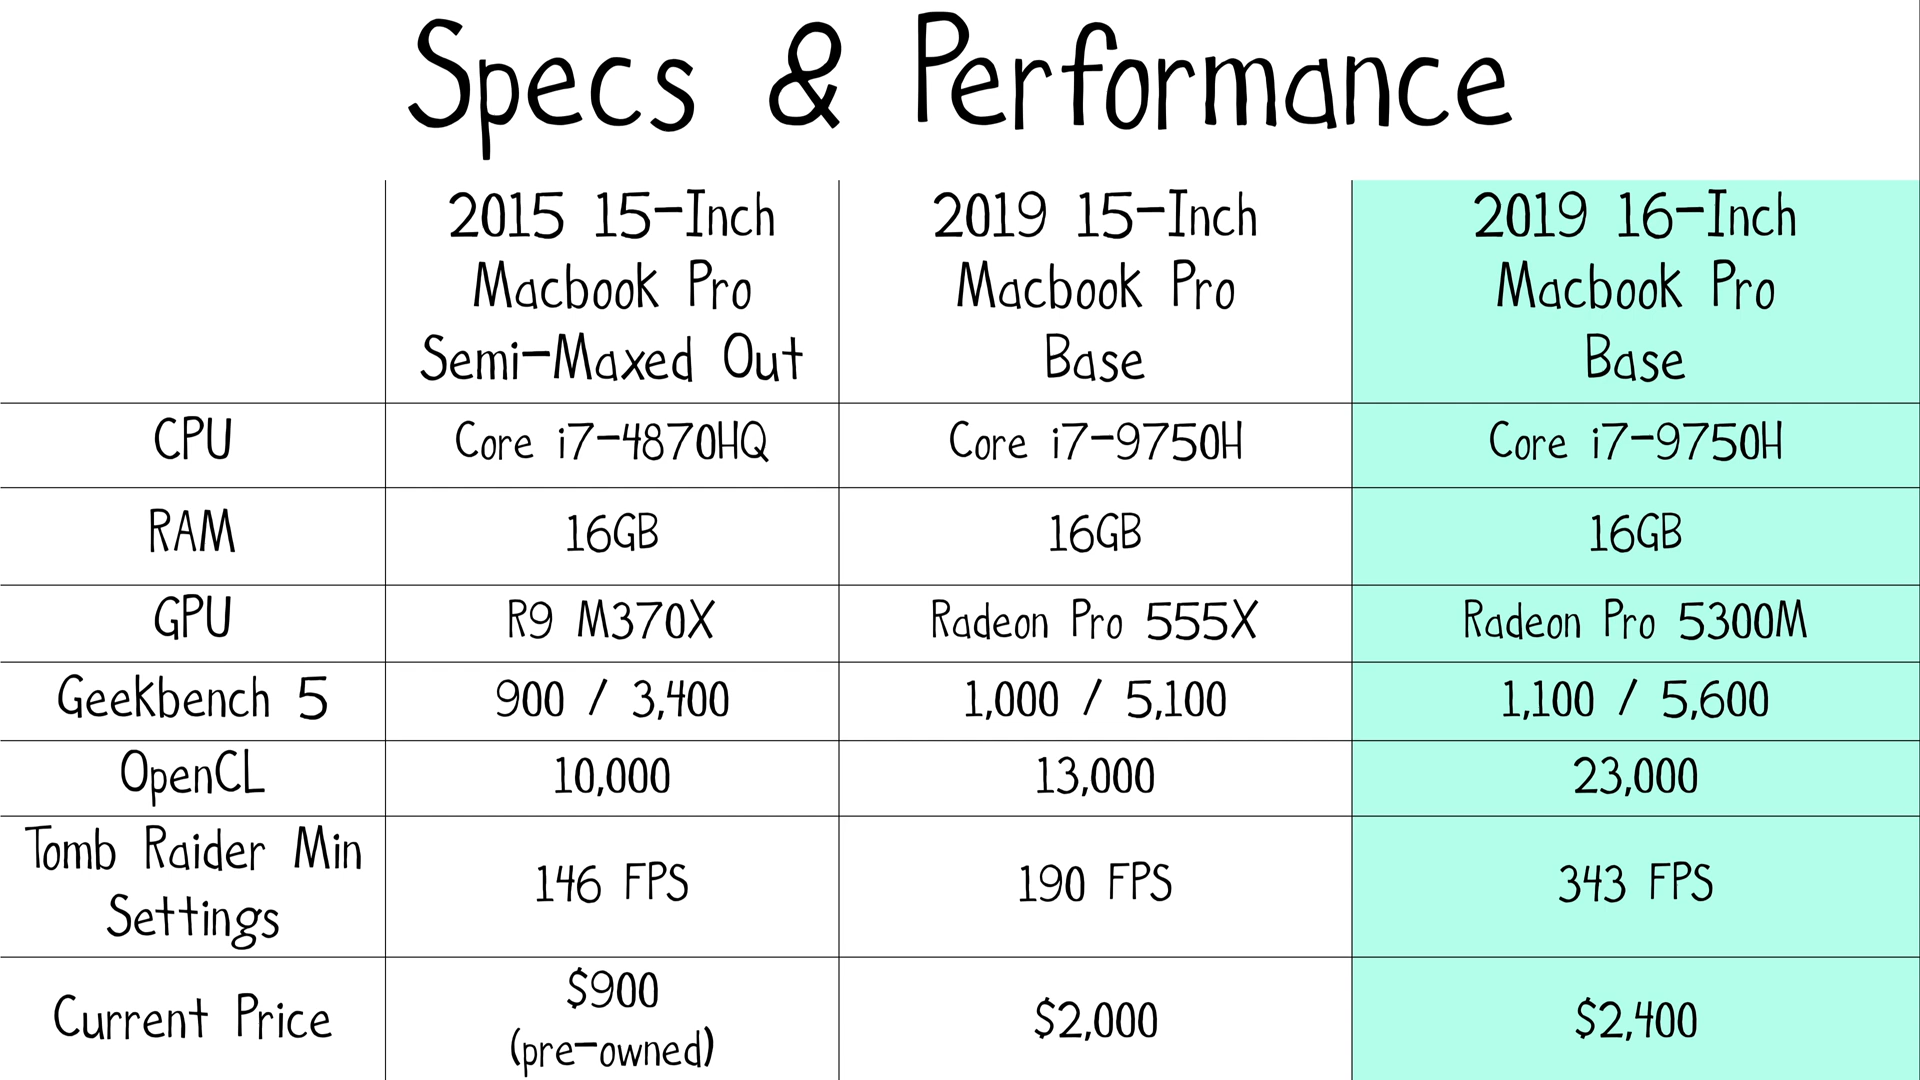 Specs & Performance
2015 15-Inch
Macbook Pro
Semi-Maxed Out
2019 15-Inch
Macbook Pro
Base
2019 16-Inch
Macbook Pro
Base
CPU
Core i7-4870HQ
Core i7-9750H
Core i7-9750H
RAM
16GB
16GB
16GB
GPU
R9 M370X
Radeon Pro 555X
Radeon Pro 5300M
Geekbench 5
900 / 3,400
1,000 / 5,100
1,100 / 5,600
OpenCL
10,000
13,000
23,000
Tomb Raider Min
Settings
146 FPS
190 FPS
343 FPS
Current Price
$900
(pre-owned)
$2,000
$2,400